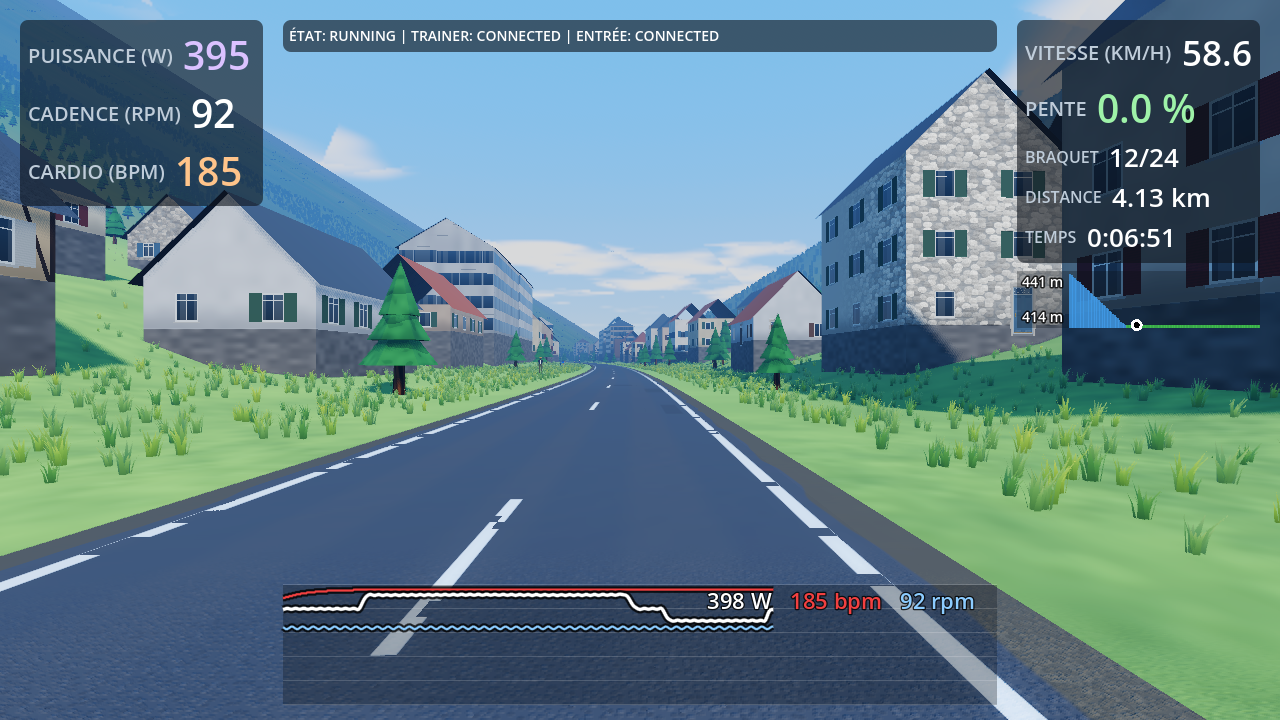 PUISSANCE (W) 395
CADENCE (RPM) 92
CARDIO (BPM) 185
ÉTAT: RUNNING | TRAINER: CONNECTED | ENTRÉE: CONNECTED
VITESSE (KM/H) 58.6
PENTE 0.0 %
BRAQUET 12/24
DISTANCE 4.13 km
TEMPS 0:06:51
441 m
414 m
398 W 185 bpm 92 rpm